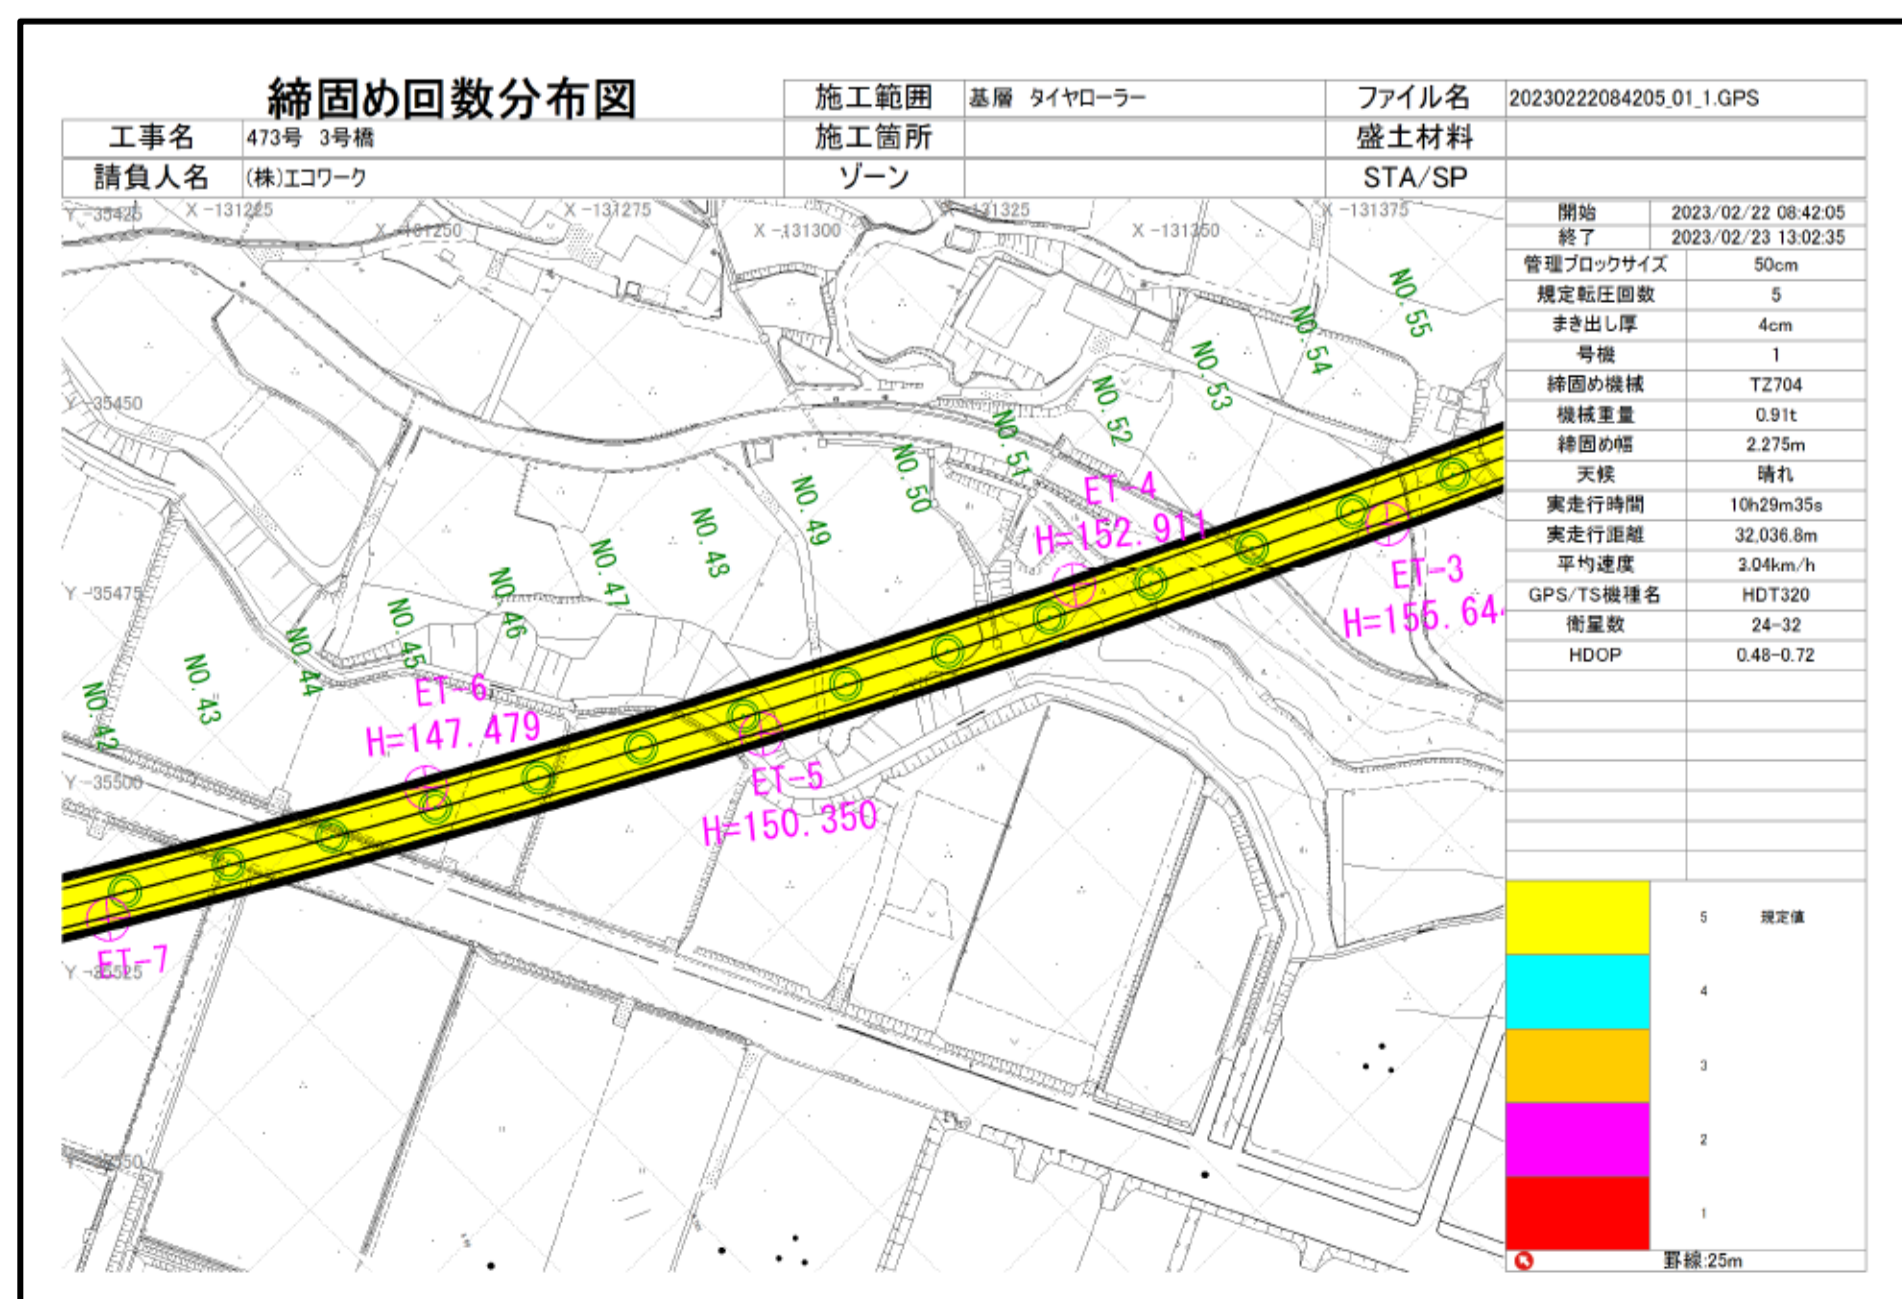 締固め回数分布図
施工範囲 基層 タイヤローラー ファイル名 20230222084205_01_1.GPS
工事名 473号 3号橋 施工箇所 盛土材料
請負人名 (株)エコワーク ゾーン STA/SP
Y -35425 X -131225 X -131275 X -131325 X -131375
X -131250 X -131300 X -131350
Y -35450
Y -35475
Y -35500
Y -35525
Y -35550
NO.42
NO.43
NO.44
NO.45
NO.46
NO.47
NO.48
NO.49
NO.50
NO.51
NO.52
NO.53
NO.54
NO.55
ET-4
H=152.911
ET-3
H=155.64
ET-6
H=147.479
ET-5
H=150.350
ET-7
開始 2023/02/22 08:42:05
終了 2023/02/23 13:02:35
管理ブロックサイズ 50cm
規定転圧回数 5
まき出し厚 4cm
号機 1
締固め機械 TZ704
機械重量 0.91t
締固め幅 2.275m
天候 晴れ
実走行時間 10h29m35s
実走行距離 32,036.8m
平均速度 3.04km/h
GPS/TS機種名 HDT320
衛星数 24-32
HDOP 0.48-0.72
5 規定値
4
3
2
1
罫線:25m